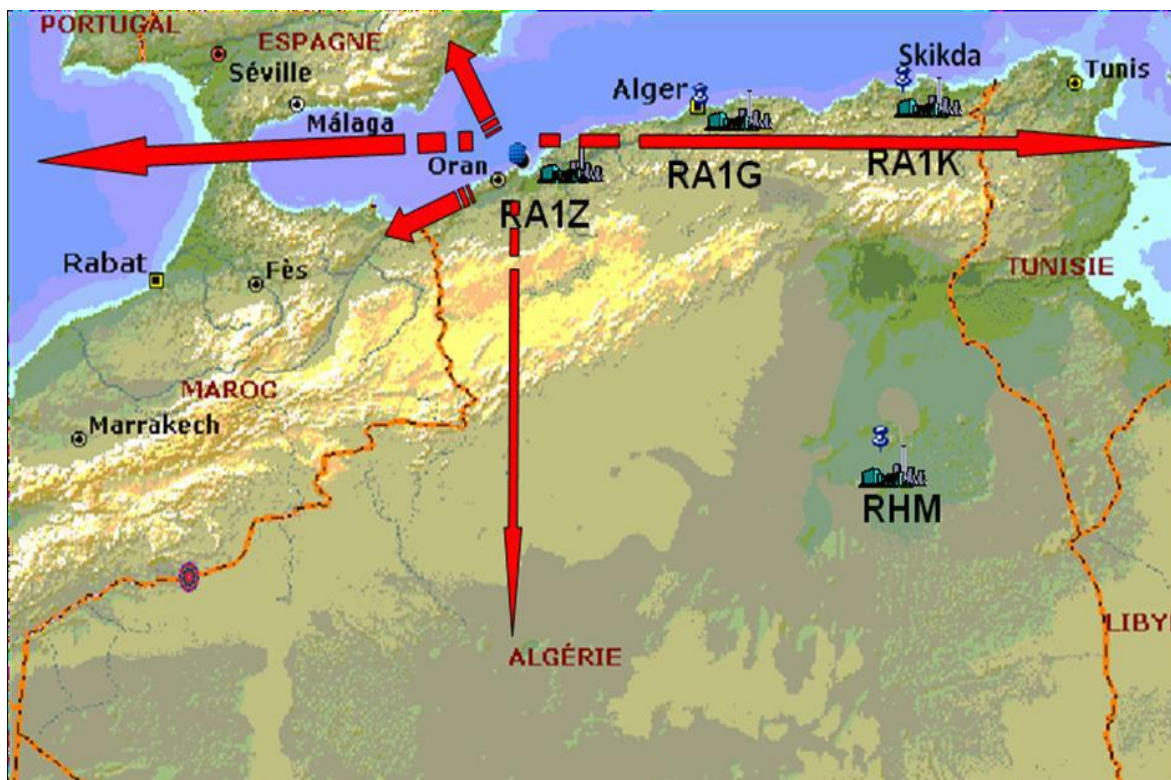 PORTUGAL
ESPAGNE
Séville
Málaga
Alger
Skikda
Tunis
Oran
RA1Z
RA1G
RA1K
Rabat
Fès
TUNISIE
MAROC
Marrakech
RHM
ALGÉRIE
LIBY